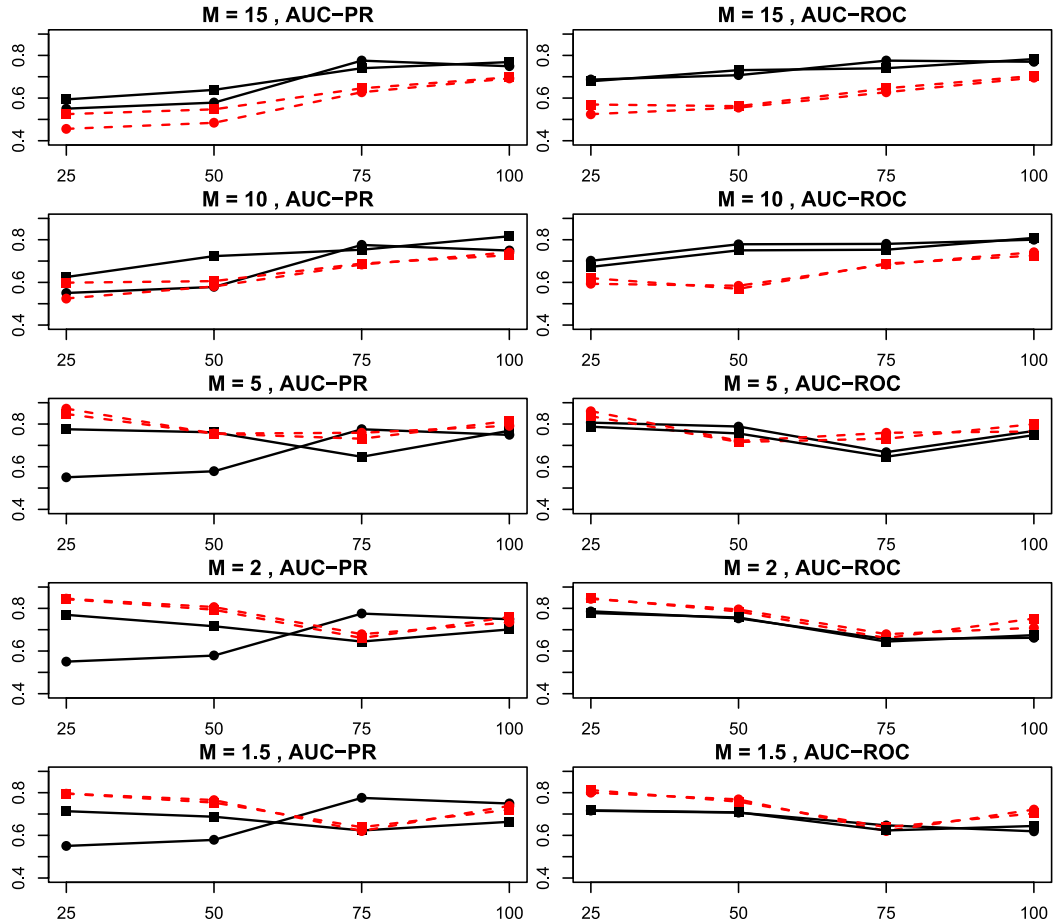 M = 15 , AUC−PR
0.4 0.6 0.8
25 50 75 100
M = 15 , AUC−ROC
0.4 0.6 0.8
25 50 75 100
M = 10 , AUC−PR
0.4 0.6 0.8
25 50 75 100
M = 10 , AUC−ROC
0.4 0.6 0.8
25 50 75 100
M = 5 , AUC−PR
0.4 0.6 0.8
25 50 75 100
M = 5 , AUC−ROC
0.4 0.6 0.8
25 50 75 100
M = 2 , AUC−PR
0.4 0.6 0.8
25 50 75 100
M = 2 , AUC−ROC
0.4 0.6 0.8
25 50 75 100
M = 1.5 , AUC−PR
0.4 0.6 0.8
25 50 75 100
M = 1.5 , AUC−ROC
0.4 0.6 0.8
25 50 75 100